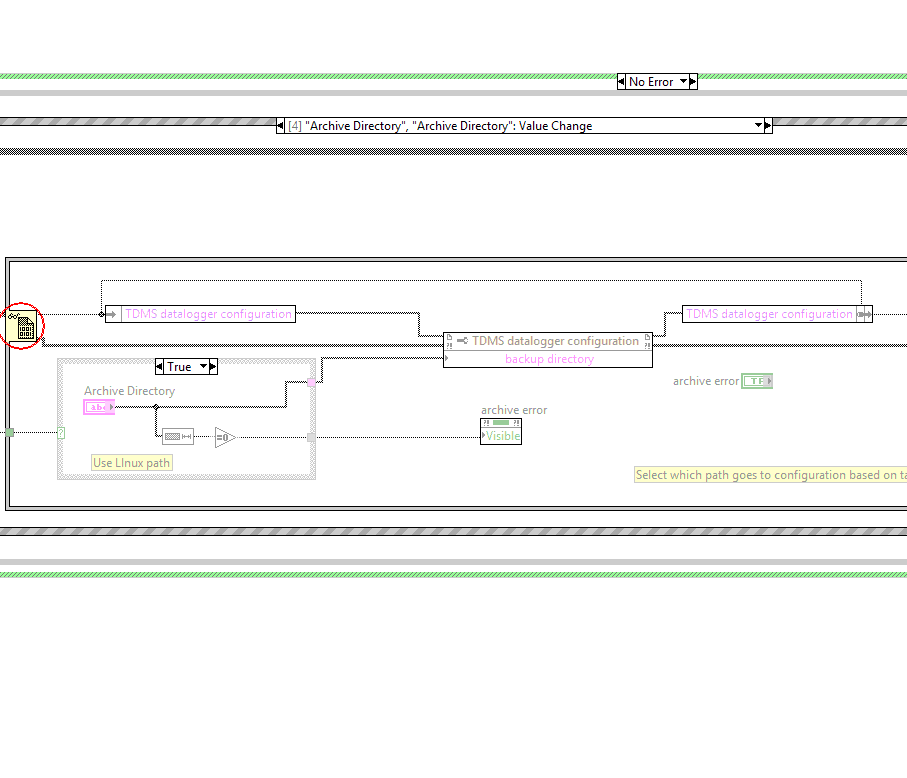 No Error
[4] "Archive Directory", "Archive Directory": Value Change
TDMS datalogger configuration
TDMS datalogger configuration
TDMS datalogger configuration
backup directory
True
Archive Directory
abc
archive error
TF
archive error
Visible
?
=0
Use LInux path
Select which path goes to configuration based on ta